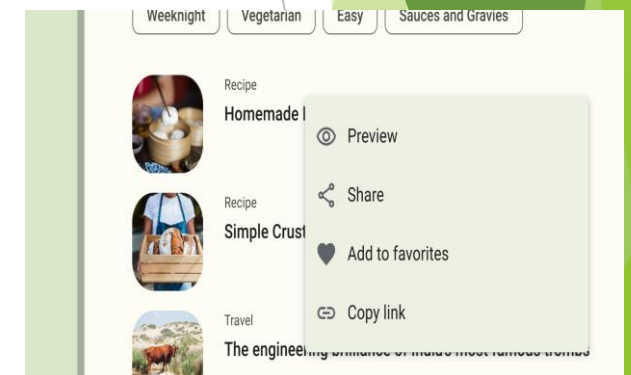 Weeknight Vegetarian Easy Sauces and Gravies
Recipe
Homemade
Preview
Share
Recipe
Simple Crust
Add to favorites
Copy link
Travel
The engineering brilliance of India's most famous trombs